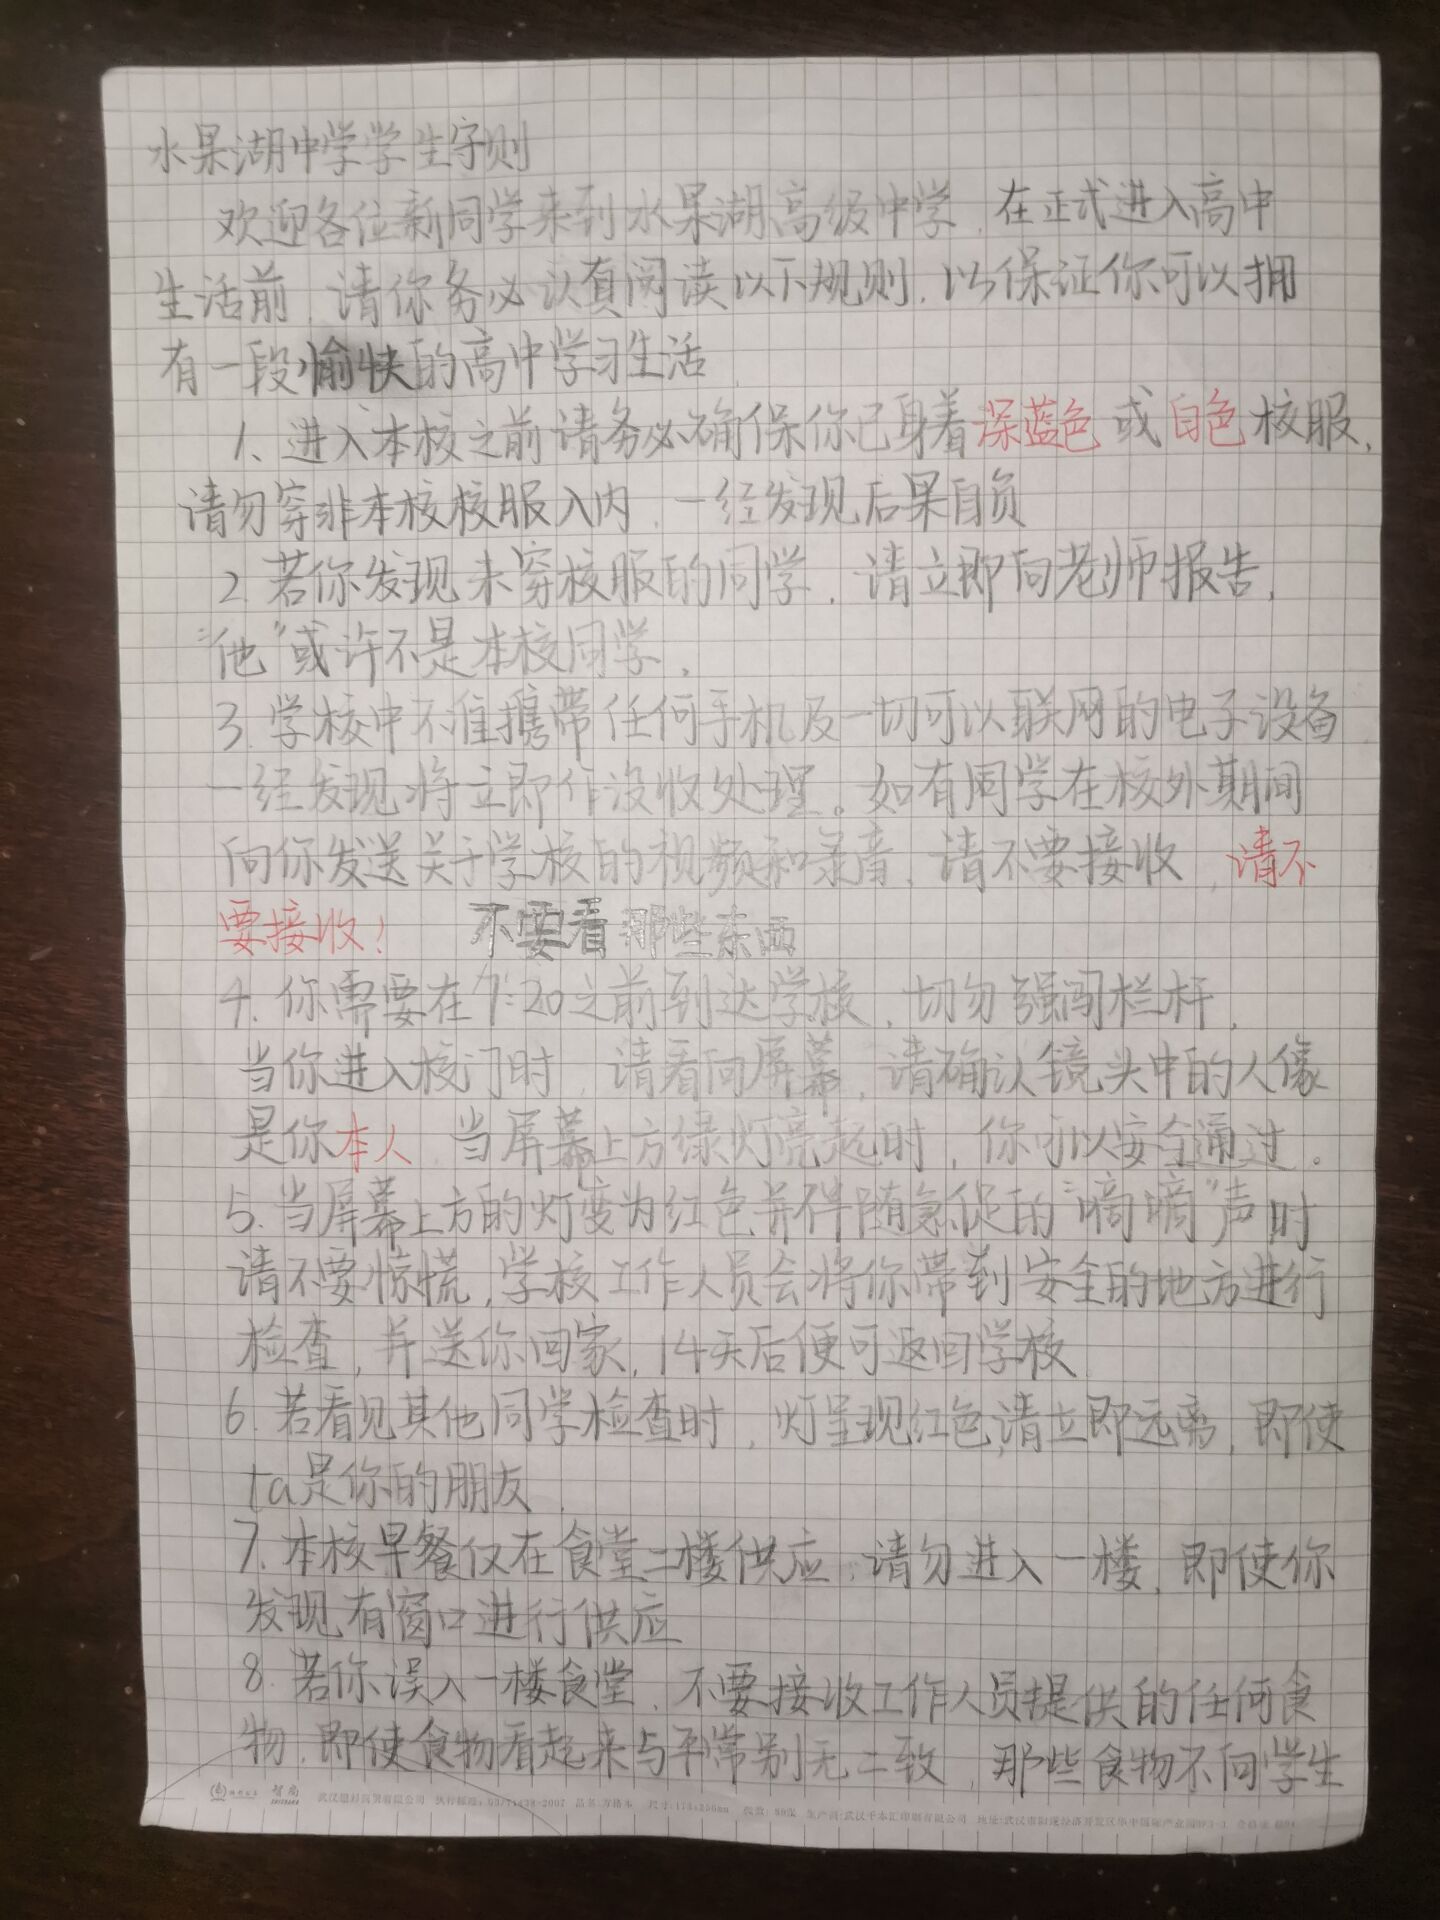 水果湖中学学生守则
欢迎各位新同学来到水果湖高级中学，在正式进入高中
生活前，请你务必认真阅读以下规则，以保证你可以拥
有一段愉快的高中学习生活．
1、进入本校之前请务必确保你已身着深蓝色或白色校服，
请勿穿非本校校服入内，一经发现后果自负
2．若你发现未穿校服的同学，请立即向老师报告，
“他”或许不是本校同学，
3．学校中不准携带任何手机及一切可以联网的电子设备
一经发现将立即作没收处理。如有同学在校外期间
向你发送关于学校的视频和录音，请不要接收，请不
要接收！ 不要看那些东西
4．你需要在7:20之前到达学校，切勿强闯栏杆，
当你进入校门时，请看向屏幕，请确认镜头中的人像
是你本人．当屏幕上方绿灯亮起时，你可以安全通过。
5．当屏幕上方的灯变为红色并伴随急促的“嘀嘀”声时
请不要惊慌，学校工作人员会将你带到安全的地方进行
检查，并送你回家，14天后便可返回学校．
6．若看见其他同学检查时，灯呈现红色，请立即远离，即使
ta是你的朋友．
7．本校早餐仅在食堂二楼供应．请勿进入一楼，即使你
发现有窗口进行供应
8．若你误入一楼食堂，不要接收工作人员提供的任何食
物，即使食物看起来与平常别无二致，那些食物不向学生
智尚